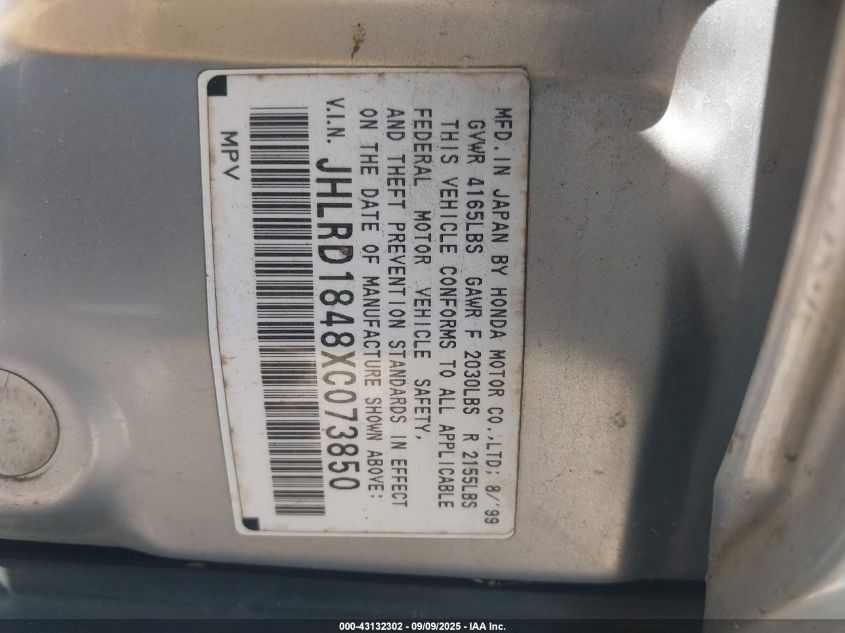 MFD. IN JAPAN BY HONDA MOTOR CO.,LTD; 8/'99
GVWR 4165LBS GAWR F 2030LBS R 2155LBS
THIS VEHICLE CONFORMS TO ALL APPLICABLE
FEDERAL MOTOR VEHICLE SAFETY,
AND THEFT PREVENTION STANDARDS IN EFFECT
ON THE DATE OF MANUFACTURE SHOWN ABOVE:
V.I.N. JHLRD1848XC073850
MPV
000-43132302 - 09/09/2025 - IAA Inc.